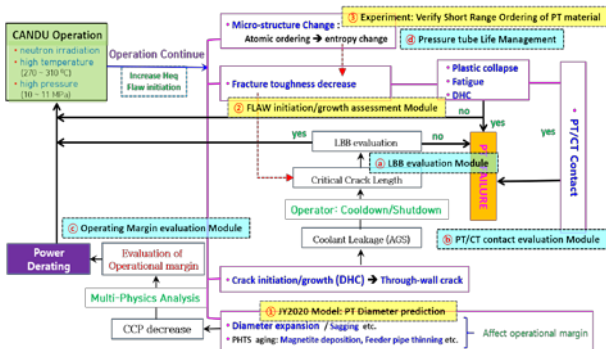 ③ Experiment: Verify Short Range Ordering of PT material
CANDU Operation
• neutron irradiation
• high temperature
(270 ~ 310 ℃)
• high pressure
(10 ~ 11 MPa)
Operation Continue
Increase Heq
Flaw initiation
• Micro-structure Change :
Atomic ordering → entropy change
ⓓ Pressure tube Life Management
• Fracture toughness decrease
• Plastic collapse
• Fatigue
• DHC
② FLAW initiation/growth assessment Module
no
yes
yes
no
yes
LBB evaluation
ⓐ LBB evaluation Module
Critical Crack Length
PT FAILURE
• PT/CT Contact
Operator: Cooldown/Shutdown
ⓒ Operating Margin evaluation Module
Coolant Leakage (AGS)
ⓑ PT/CT contact evaluation Module
Power
Derating
Evaluation of
Operational margin
• Crack initiation/growth (DHC) → Through-wall crack
Multi-Physics Analysis
① JY2020 Model: PT Diameter prediction
CCP decrease
• Diameter expansion / Sagging etc.
• PHTS aging: Magnetite deposition, Feeder pipe thinning etc.
Affect operational margin